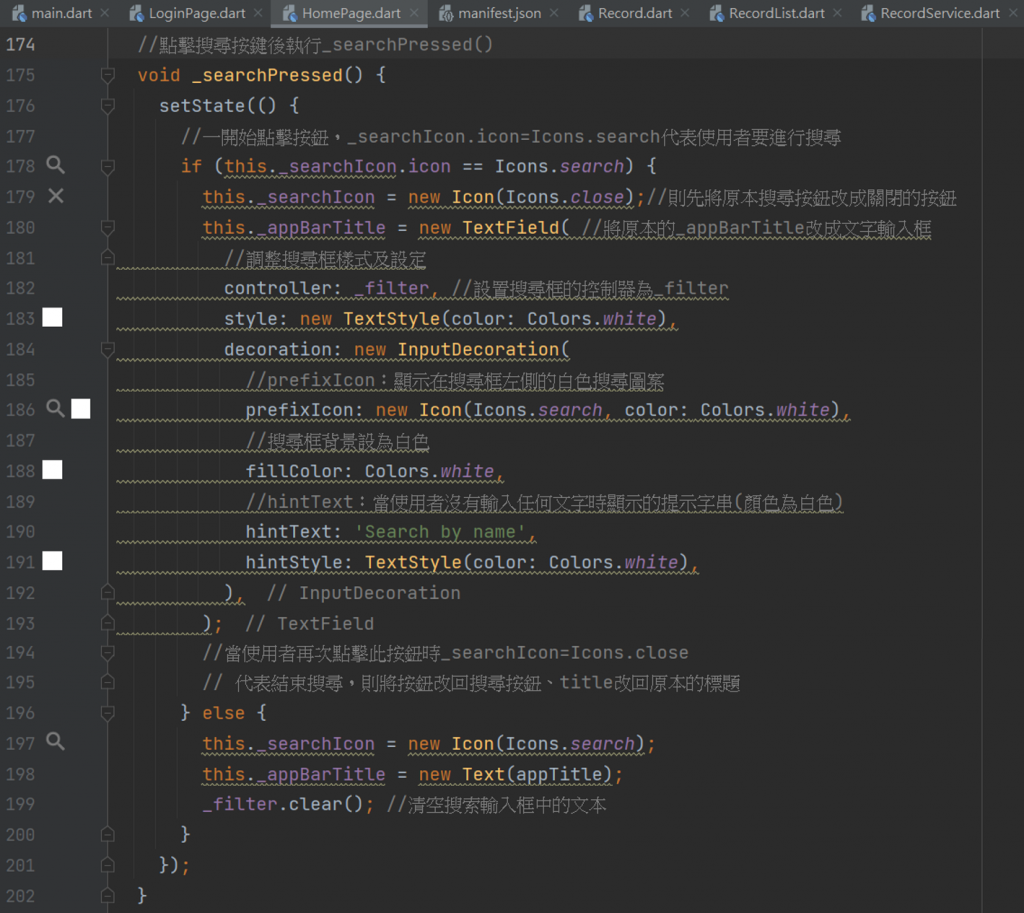 main.dart LoginPage.dart HomePage.dart manifest.json Record.dart RecordList.dart RecordService.dart
174 //點擊搜尋按鍵後執行_searchPressed()
175 void _searchPressed() {
176 setState(() {
177 //一開始點擊按鈕，_searchIcon.icon=Icons.search代表使用者要進行搜尋
178 if (this._searchIcon.icon == Icons.search) {
179 this._searchIcon = new Icon(Icons.close);//則先將原本搜尋按鈕改成關閉的按鈕
180 this._appBarTitle = new TextField( //將原本的_appBarTitle改成文字輸入框
181 //調整搜尋框樣式及設定
182 controller: _filter, //設置搜尋框的控制器為_filter
183 style: new TextStyle(color: Colors.white),
184 decoration: new InputDecoration(
185 //prefixIcon：顯示在搜尋框左側的白色搜尋圖案
186 prefixIcon: new Icon(Icons.search, color: Colors.white),
187 //搜尋框背景設為白色
188 fillColor: Colors.white,
189 //hintText：當使用者沒有輸入任何文字時顯示的提示字串(顏色為白色)
190 hintText: 'Search by name',
191 hintStyle: TextStyle(color: Colors.white),
192 ), // InputDecoration
193 ); // TextField
194 //當使用者再次點擊此按鈕時_searchIcon=Icons.close
195 // 代表結束搜尋，則將按鈕改回搜尋按鈕、title改回原本的標題
196 } else {
197 this._searchIcon = new Icon(Icons.search);
198 this._appBarTitle = new Text(appTitle);
199 _filter.clear(); //清空搜索輸入框中的文本
200 }
201 });
202 }